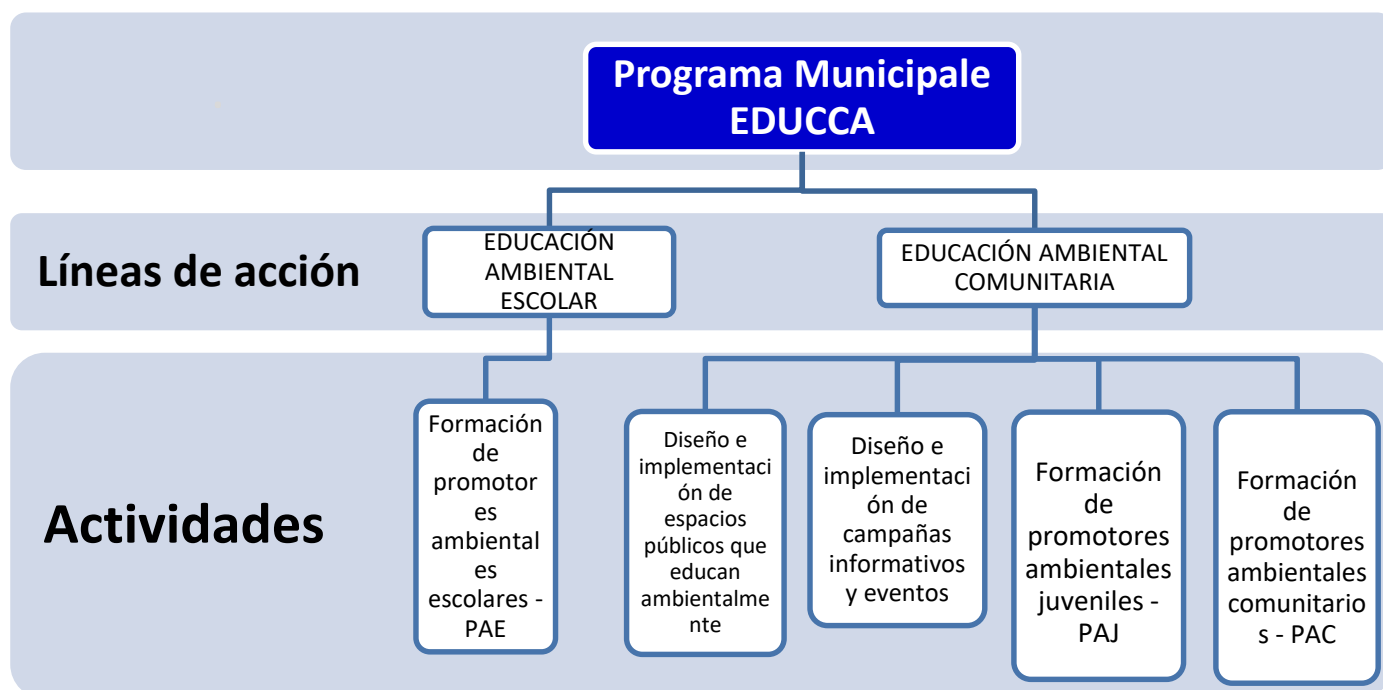 Programa Municipale
EDUCCA
Líneas de acción
EDUCACIÓN
AMBIENTAL
ESCOLAR
EDUCACIÓN AMBIENTAL
COMUNITARIA
Actividades
Formación
de
promotor
es
ambiental
es
escolares -
PAE
Diseño e
implementaci
ón de
espacios
públicos que
educan
ambientalme
nte
Diseño e
implementaci
ón de
campañas
informativos
y eventos
Formación
de
promotores
ambientales
juveniles -
PAJ
Formación
de
promotores
ambientales
comunitario
s - PAC